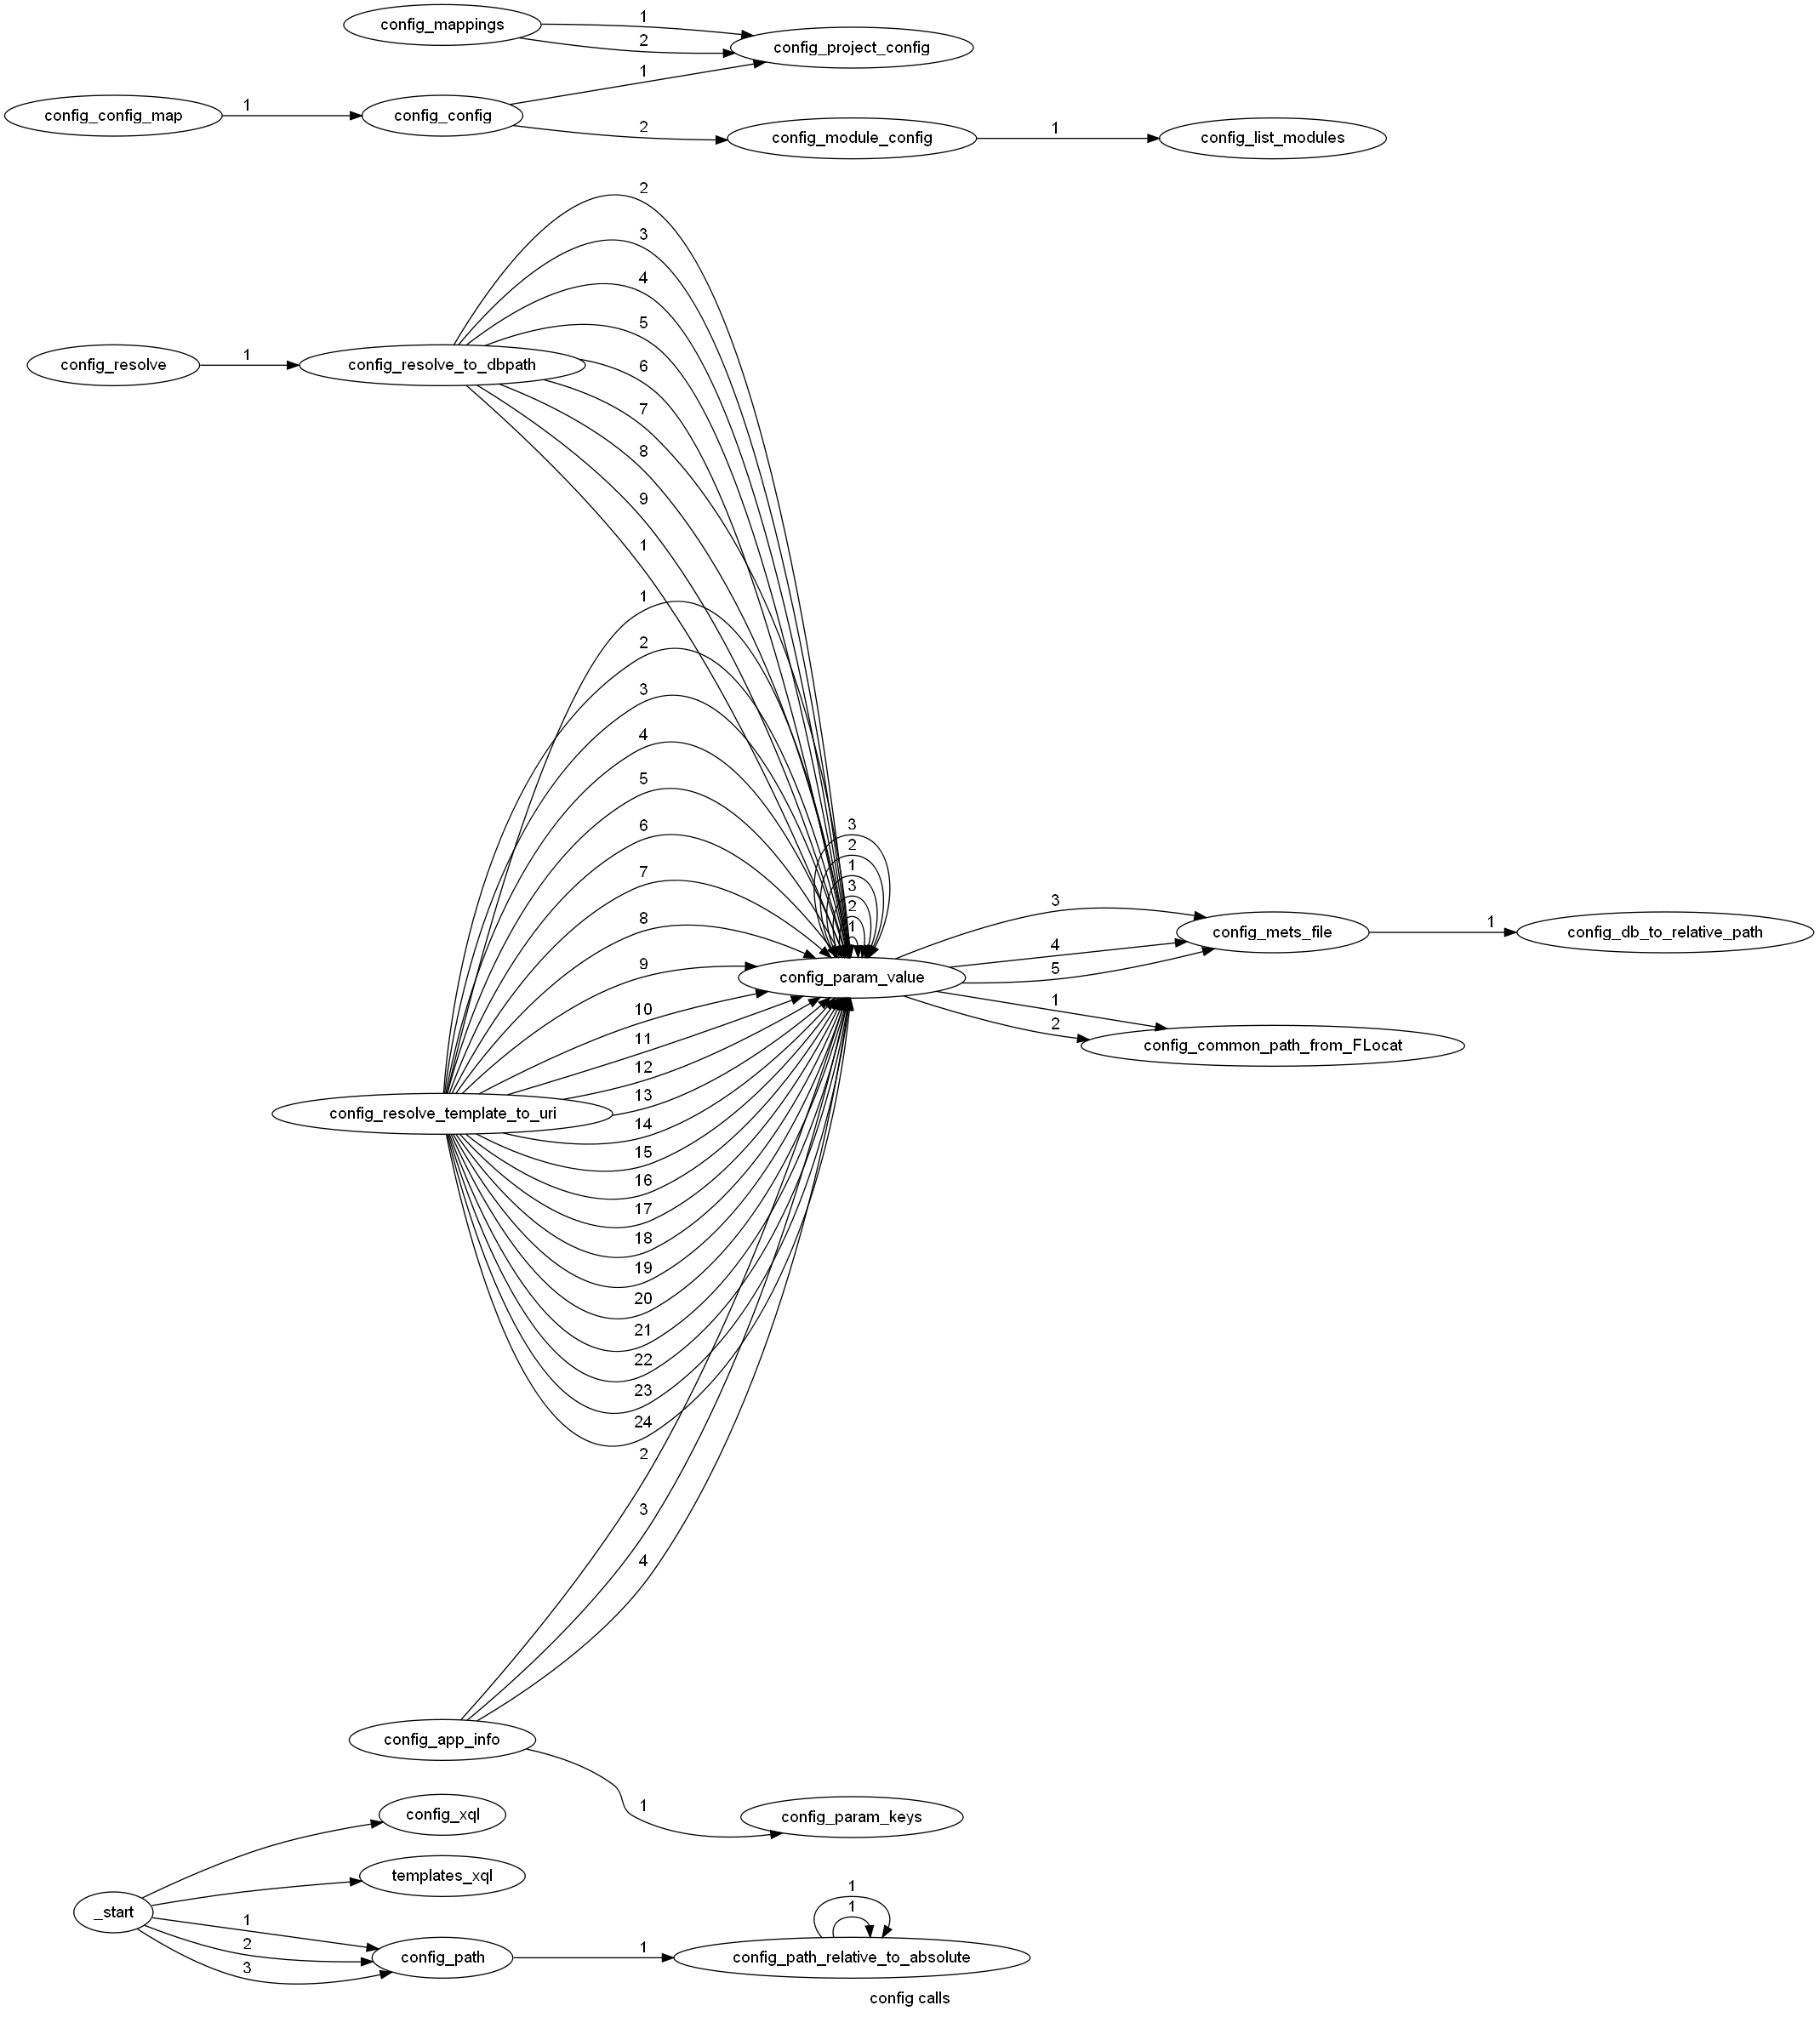 config_mappings
1
2
config_project_config
1
config_config_map
1
config_config
2
config_module_config
1
config_list_modules
2
3
4
5
config_resolve
1
config_resolve_to_dbpath
6
7
8
9
1
1
2
3
4
5
6
7
8
9
10
11
12
13
14
15
16
17
18
19
20
21
22
23
24
config_resolve_template_to_uri
3
2
1
3
2
1
config_param_value
3
4
5
config_mets_file
1
config_db_to_relative_path
1
2
config_common_path_from_FLocat
2
3
4
config_app_info
1
config_param_keys
config_xql
templates_xql
_start
1
2
3
config_path
1
1
1
config_path_relative_to_absolute
config calls